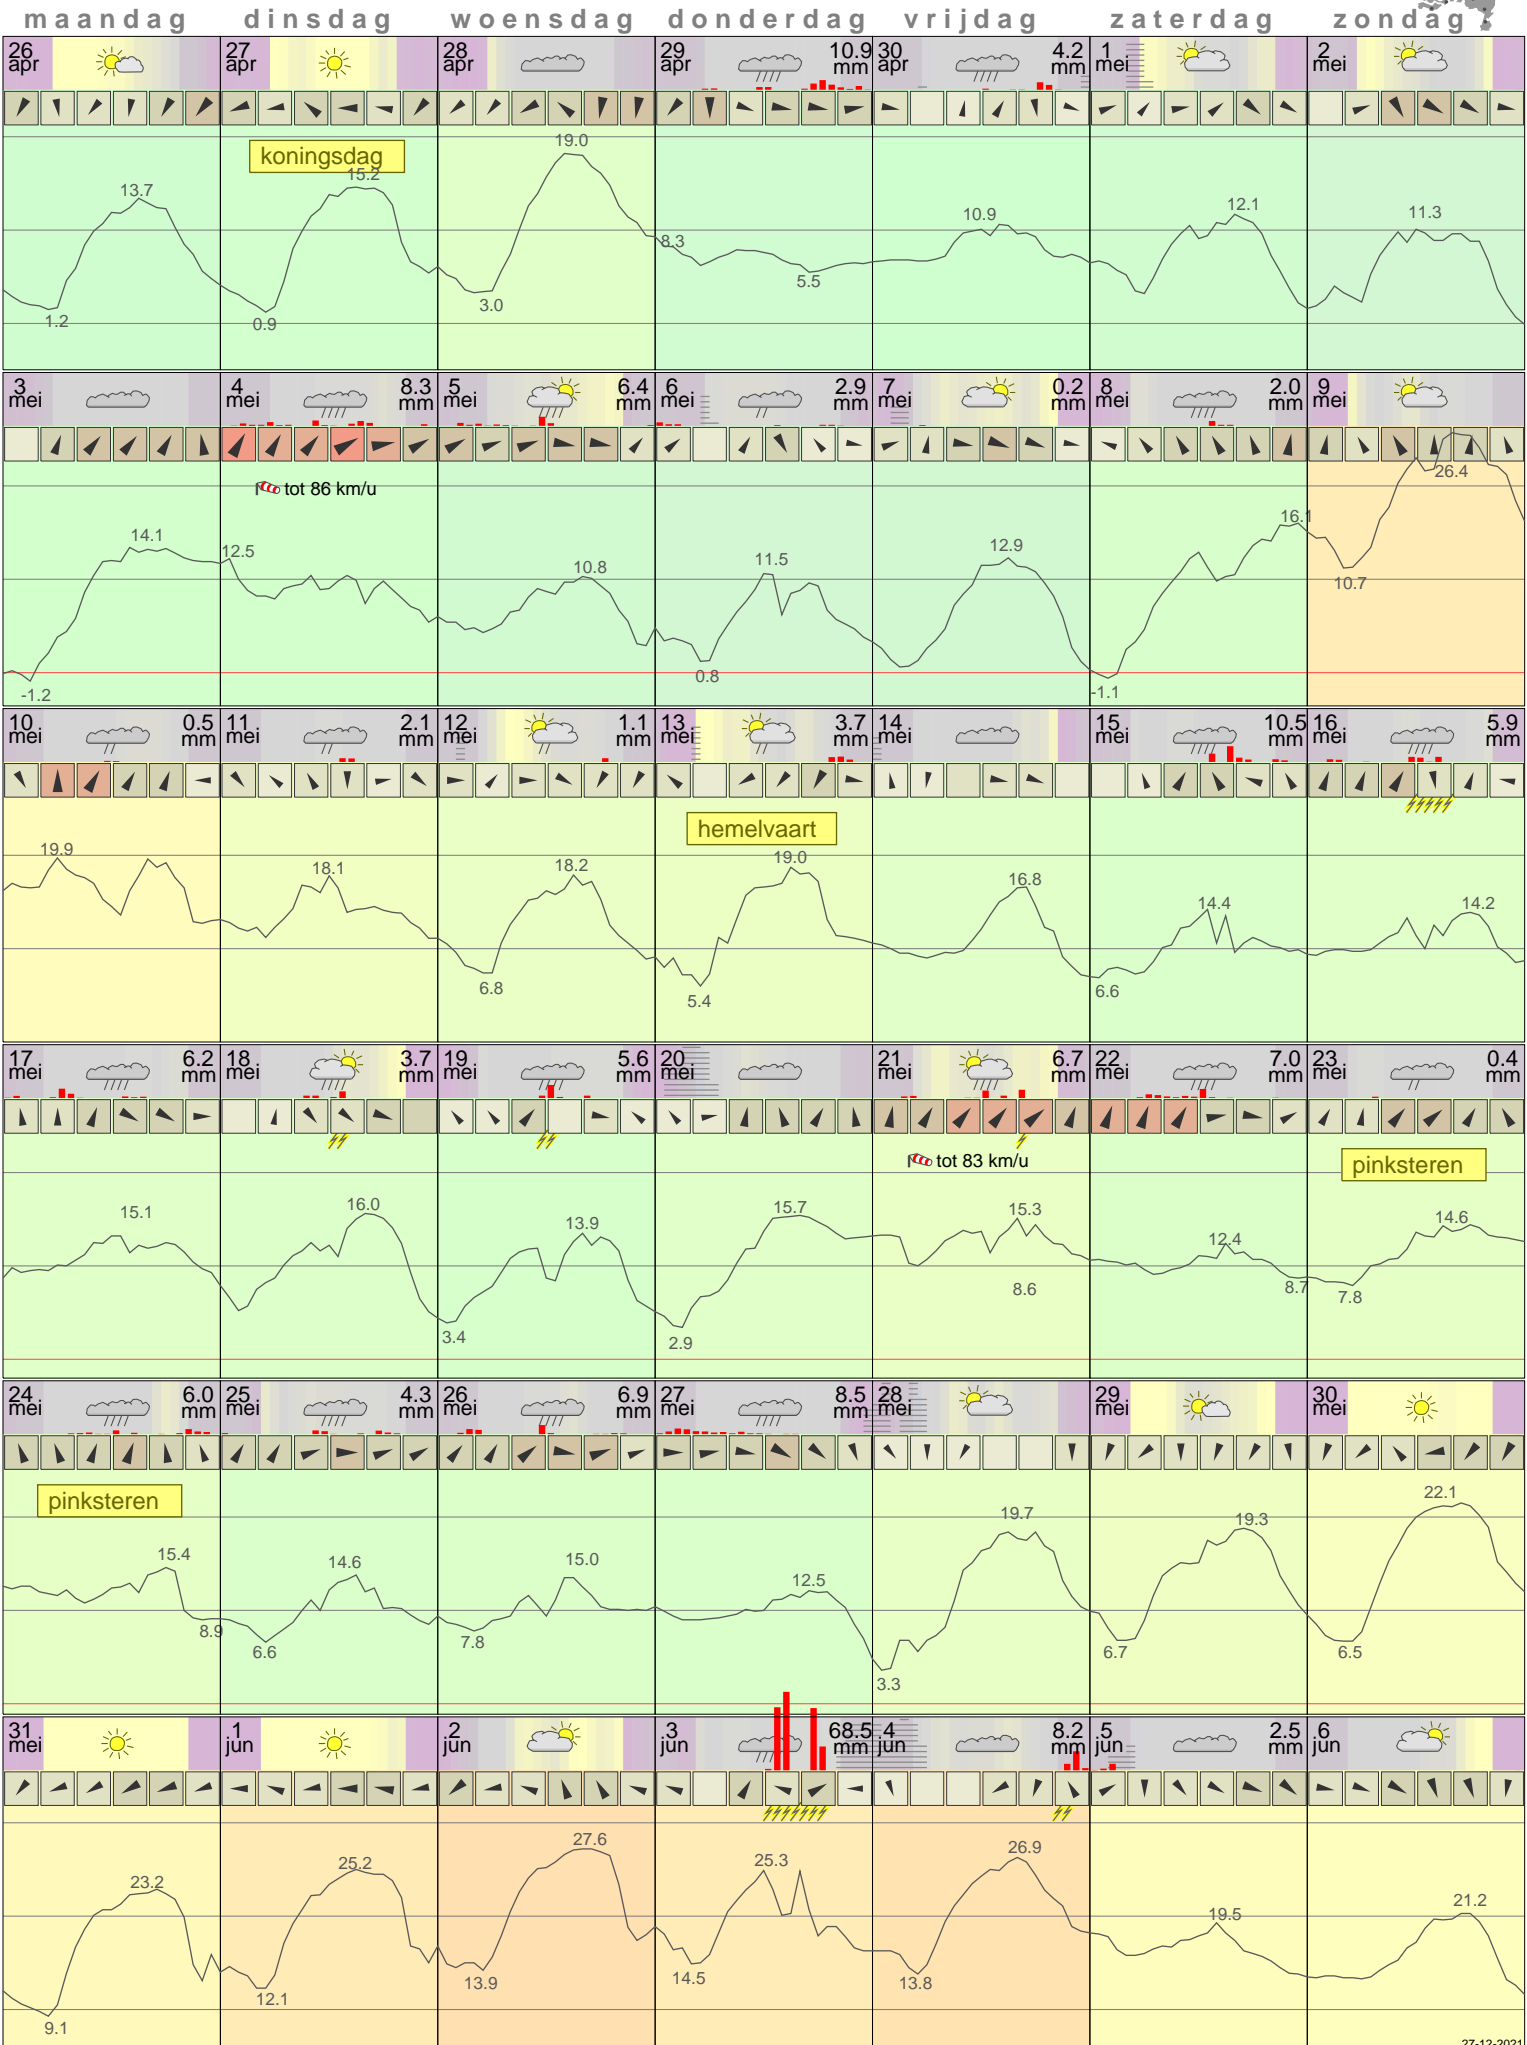 maandag dinsdag woensdag donderdag vrijdag zaterdag zondag
26 apr 27 apr 28 apr 29 apr 10.9 mm 30 apr 4.2 mm 1 mei 2 mei
koningsdag
13.7 15.2 19.0 8.3 10.9 12.1 11.3
1.2 0.9 3.0 5.5
3 mei 4 mei 8.3 mm 5 mei 6.4 mm 6 mei 2.9 mm 7 mei 0.2 mm 8 mei 2.0 mm 9 mei
tot 86 km/u
14.1 12.5 10.8 11.5 12.9 16.1 26.4
-1.2 0.8 -1.1 10.7
10 mei 0.5 mm 11 mei 2.1 mm 12 mei 1.1 mm 13 mei 3.7 mm 14 mei 15 mei 10.5 mm 16 mei 5.9 mm
hemelvaart
19.9 18.1 18.2 19.0 16.8 14.4 14.2
6.8 5.4 6.6
17 mei 6.2 mm 18 mei 3.7 mm 19 mei 5.6 mm 20 mei 21 mei 6.7 mm 22 mei 7.0 mm 23 mei 0.4 mm
tot 83 km/u pinksteren
15.1 16.0 13.9 15.7 15.3 12.4 14.6
3.4 2.9 8.6 8.7 7.8
24 mei 6.0 mm 25 mei 4.3 mm 26 mei 6.9 mm 27 mei 8.5 mm 28 mei 29 mei 30 mei
pinksteren
15.4 14.6 15.0 12.5 19.7 19.3 22.1
8.9 6.6 7.8 3.3 6.7 6.5
31 mei 1 jun 2 jun 3 jun 68.5 mm 4 jun 8.2 mm 5 jun 2.5 mm 6 jun
23.2 25.2 27.6 25.3 26.9 19.5 21.2
9.1 12.1 13.9 14.5 13.8
27-12-2021